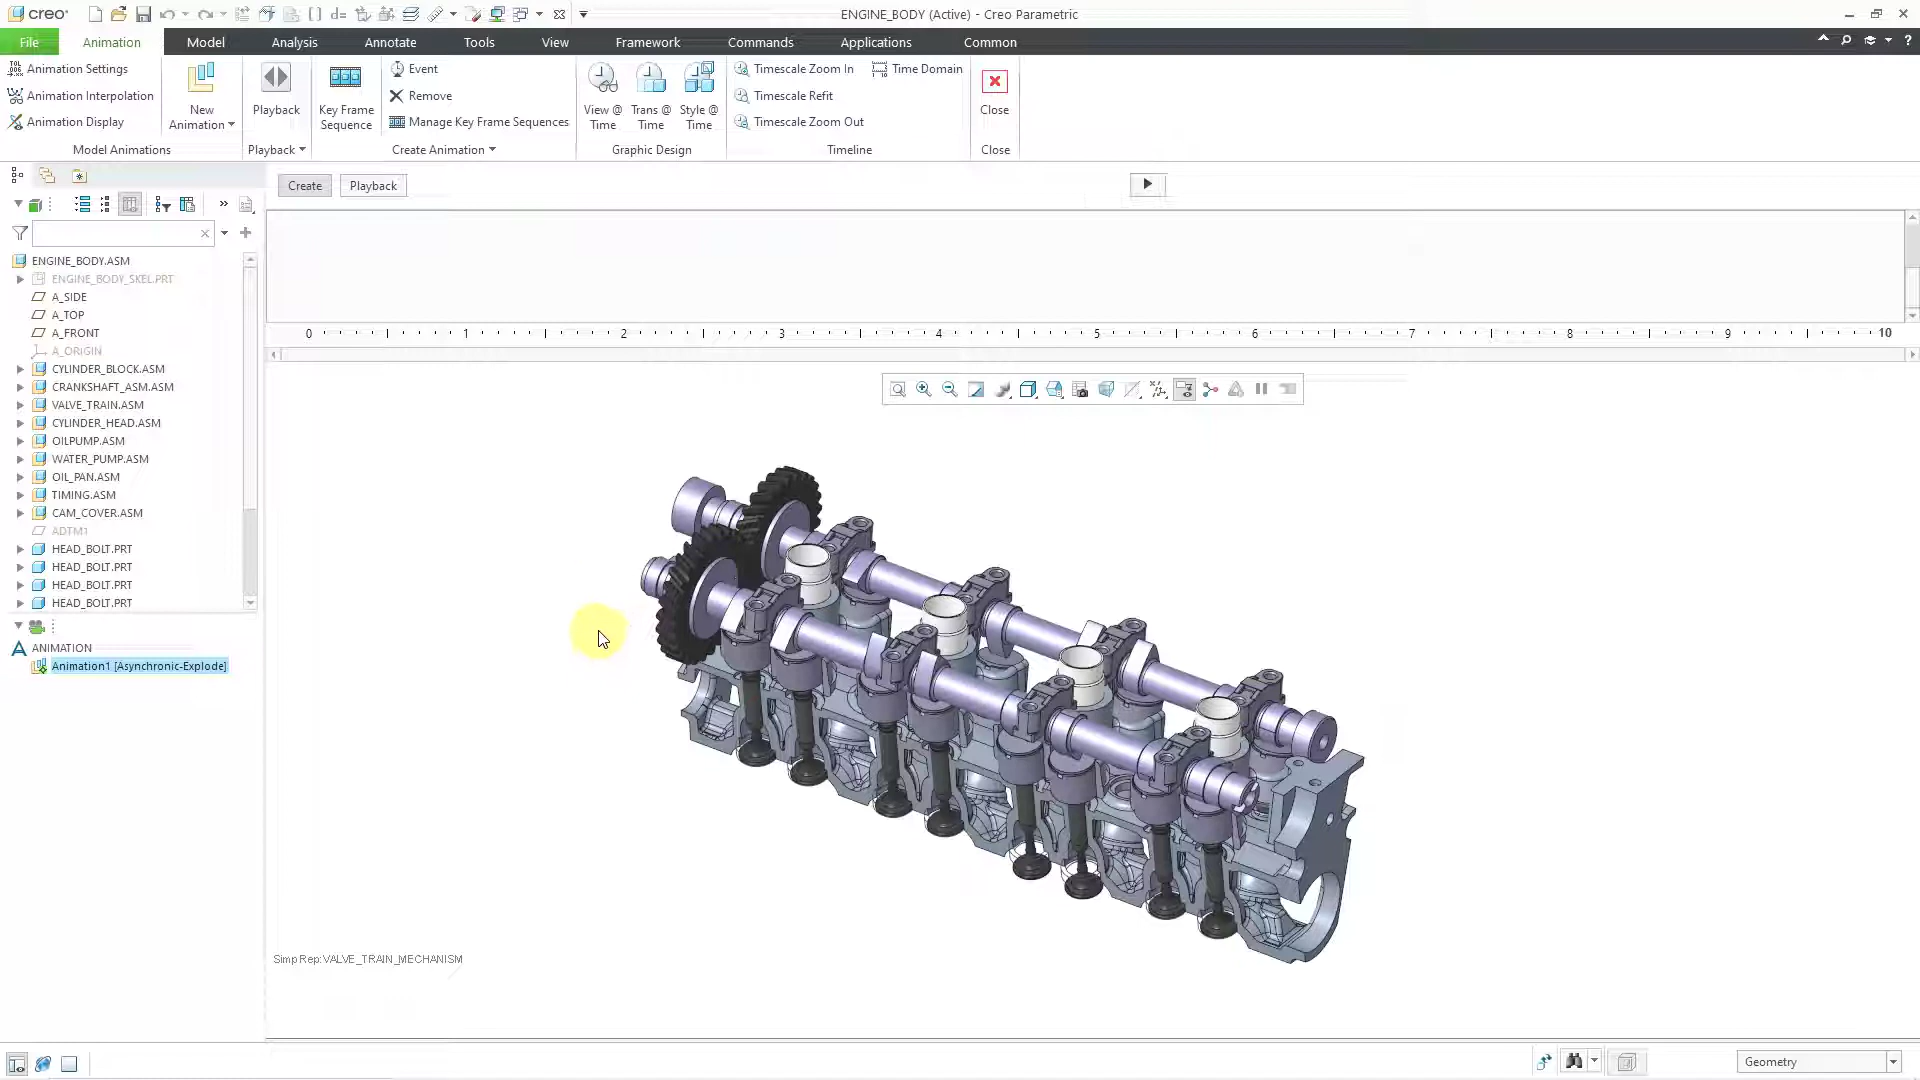 creo
ENGINE_BODY (Active) - Creo Parametric
File Animation Model Analysis Annotate Tools View Framework Commands Applications Common
Animation Settings
Animation Interpolation
Animation Display
Model Animations
New Animation
Playback
Playback
Key Frame Sequence
Event
Remove
Manage Key Frame Sequences
Create Animation
View @ Time
Trans @ Time
Style @ Time
Graphic Design
Timescale Zoom In
Timescale Refit
Timescale Zoom Out
Time Domain
Timeline
Close
Close
Create
Playback
0 1 2 3 4 5 6 7 8 9 10
ENGINE_BODY.ASM
ENGINE_BODY_SKEL.PRT
A_SIDE
A_TOP
A_FRONT
A_ORIGIN
CYLINDER_BLOCK.ASM
CRANKSHAFT_ASM.ASM
VALVE_TRAIN.ASM
CYLINDER_HEAD.ASM
OILPUMP.ASM
WATER_PUMP.ASM
OIL_PAN.ASM
TIMING.ASM
CAM_COVER.ASM
ADTM1
HEAD_BOLT.PRT
HEAD_BOLT.PRT
HEAD_BOLT.PRT
HEAD_BOLT.PRT
ANIMATION
Animation1 [Asynchronic-Explode]
Simp Rep:VALVE_TRAIN_MECHANISM
Geometry